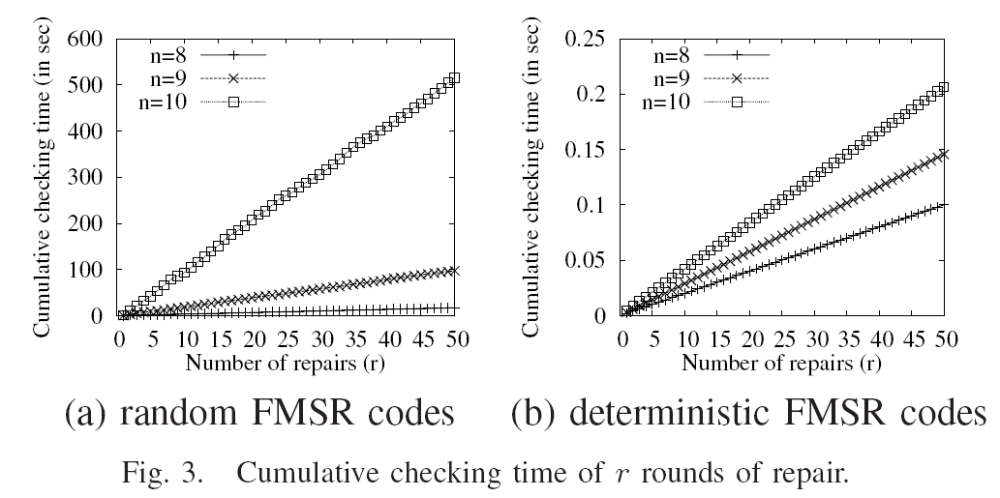 Cumulative checking time (in sec)
600
500
400
300
200
100
0
n=8
n=9
n=10
0 5 10 15 20 25 30 35 40 45 50
Number of repairs (r)
(a) random FMSR codes
Cumulative checking time (in sec)
0.25
0.2
0.15
0.1
0.05
0
n=8
n=9
n=10
0 5 10 15 20 25 30 35 40 45 50
Number of repairs (r)
(b) deterministic FMSR codes
Fig. 3. Cumulative checking time of r rounds of repair.